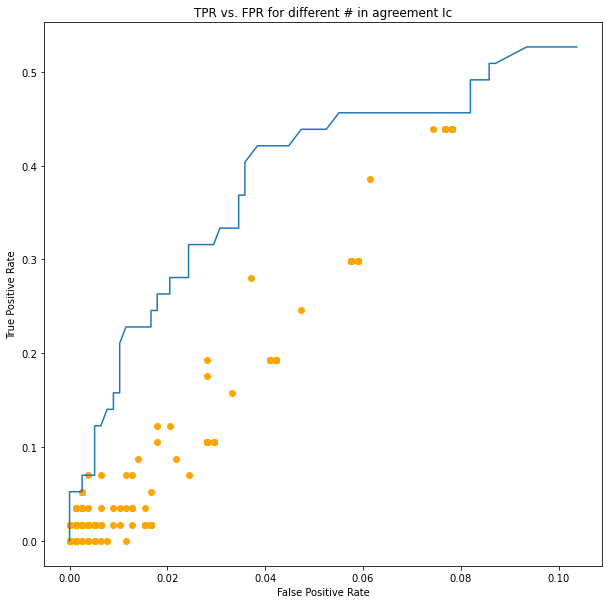 TPR vs. FPR for different # in agreement Ic
True Positive Rate
0.5
0.4
0.3
0.2
0.1
0.0
0.00 0.02 0.04 0.06 0.08 0.10
False Positive Rate